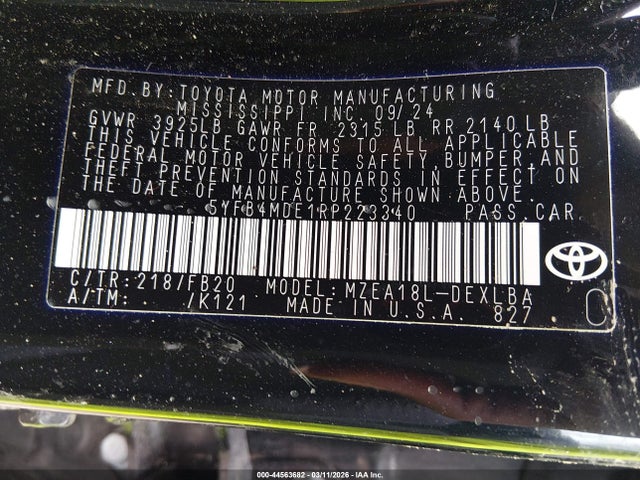 MFD.BY:TOYOTA MOTOR MANUFACTURING
MISSISSIPPI INC. 09/24
GVWR 3925LB GAWR FR 2315 LB RR 2140 LB
THIS VEHICLE CONFORMS TO ALL APPLICABLE
FEDERAL MOTOR VEHICLE SAFETY, BUMPER, AND
THEFT PREVENTION STANDARDS IN EFFECT ON
THE DATE OF MANUFACTURE SHOWN ABOVE.
5YFB4MDE1RP223340 PASS.CAR
C/TR:218/FB20 MODEL:MZEA18L-DEXLBA
A/TM: /K121 MADE IN U.S.A. 827
C
000-44563682 - 03/11/2026 - IAA Inc.